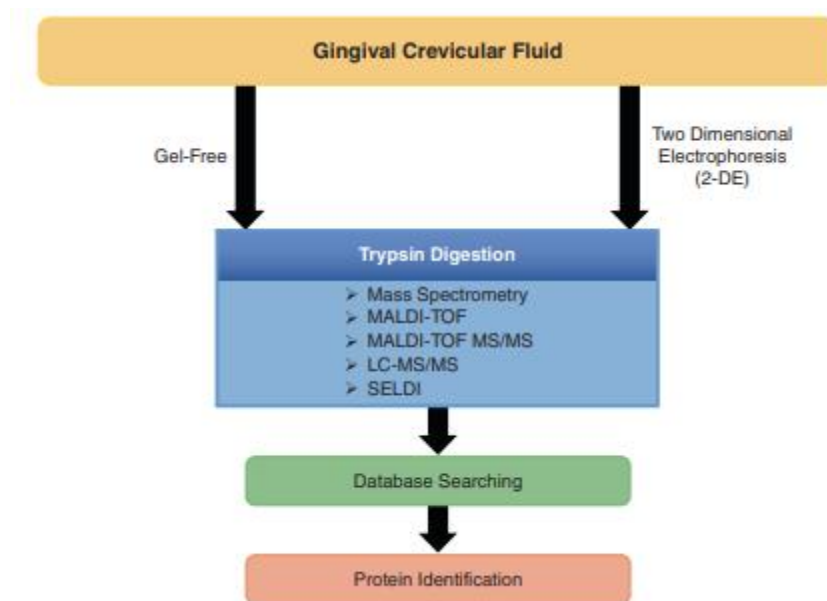 Gingival Crevicular Fluid
Gel-Free
Two Dimensional
Electrophoresis
(2-DE)
Trypsin Digestion
➢ Mass Spectrometry
➢ MALDI-TOF
➢ MALDI-TOF MS/MS
➢ LC-MS/MS
➢ SELDI
Database Searching
Protein Identification